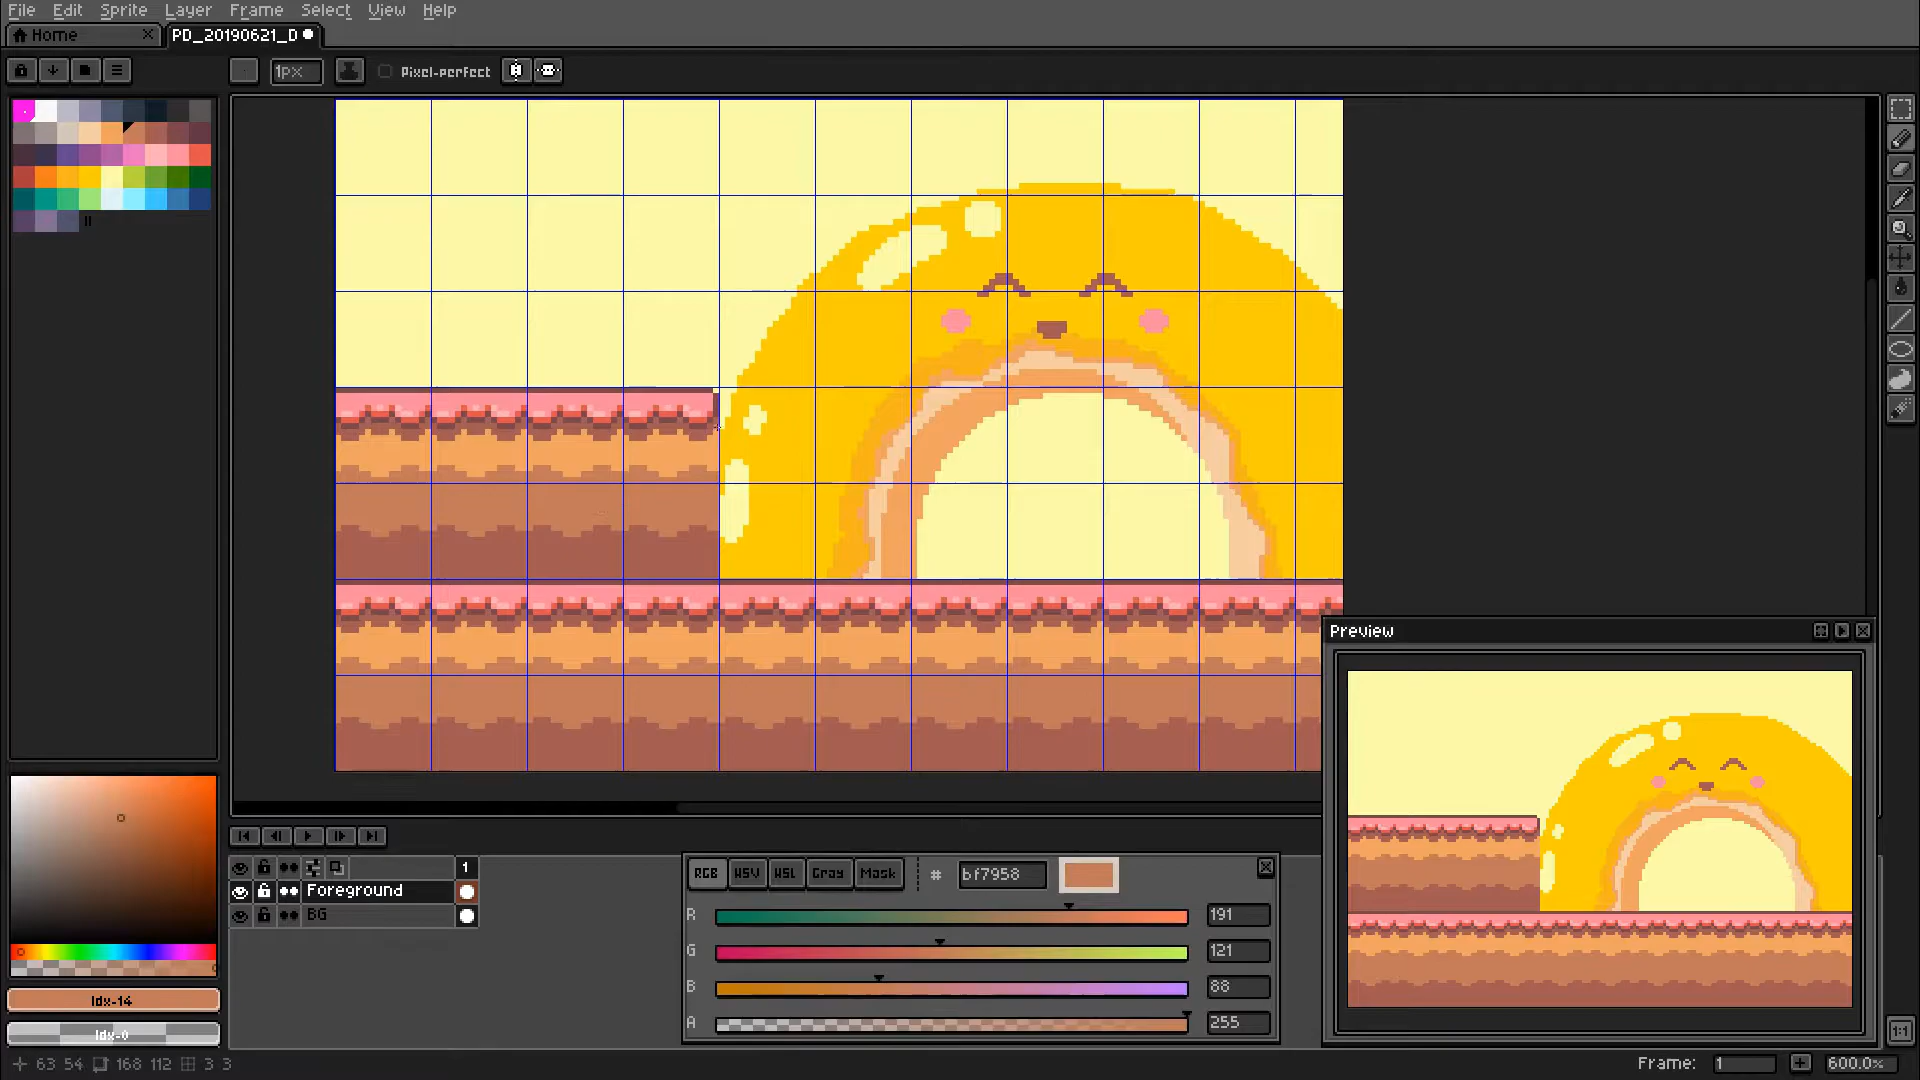 File Edit Sprite Layer Frame Select View Help
Home PD_20190621_D
1px Pixel-perfect
Preview
1
Foreground
BG
RGB HSV HSL Gray Mask # bf7958
R 191
G 121
B 88
A 255
Idx-14
Idx-0
1:1
63 54 168 112 3 3 Frame: 1 600.0%